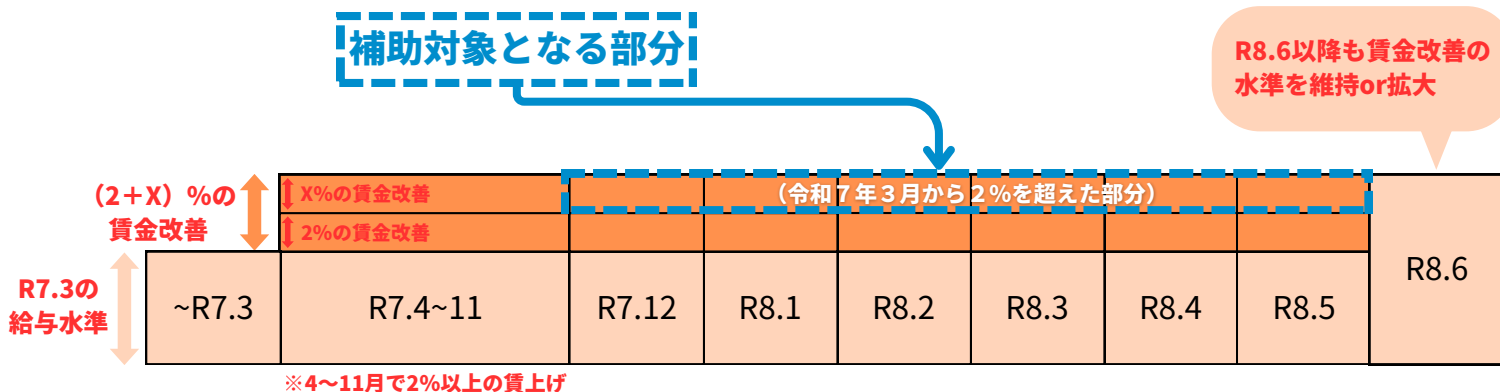 補助対象となる部分
R8.6以降も賃金改善の
水準を維持or拡大
（2＋X）%の
賃金改善
X%の賃金改善
（令和７年３月から２%を超えた部分）
2%の賃金改善
R7.3の
給与水準
~R7.3
R7.4~11
R7.12
R8.1
R8.2
R8.3
R8.4
R8.5
R8.6
※4〜11月で2%以上の賃上げ